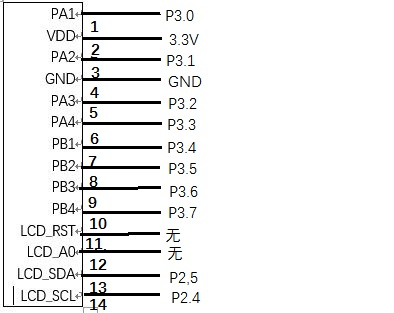 PA1 P3.0
1
VDD 3.3V
PA2 2 P3.1
GND 3 GND
PA3 4 P3.2
PA4 5 P3.3
PB1 6 P3.4
PB2 7 P3.5
PB3 8 P3.6
PB4 9 P3.7
LCD_RST 10 无
LCD_A0 11. 无
LCD_SDA 12 P2,5
LCD_SCL 13 P2.4
14